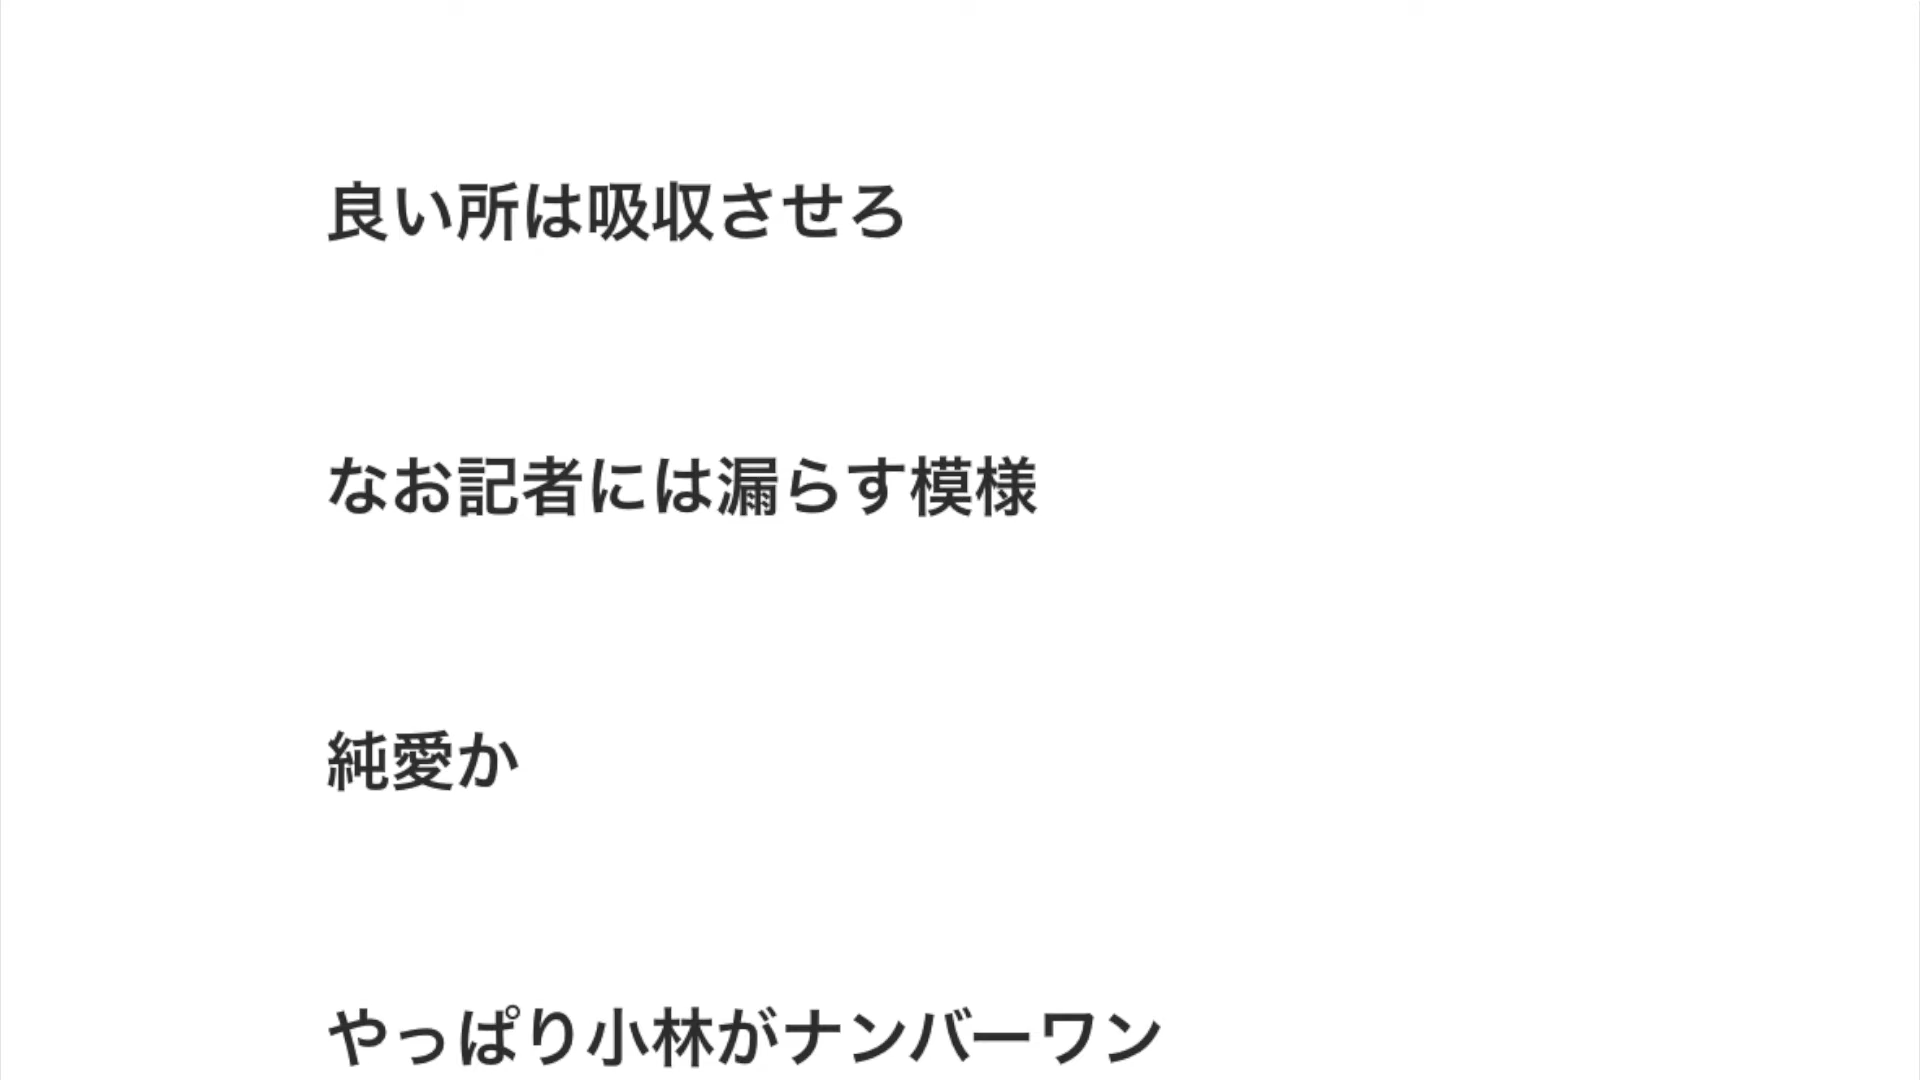 良い所は吸収させろ
なお記者には漏らす模様
純愛か
やっぱり小林がナンバーワン